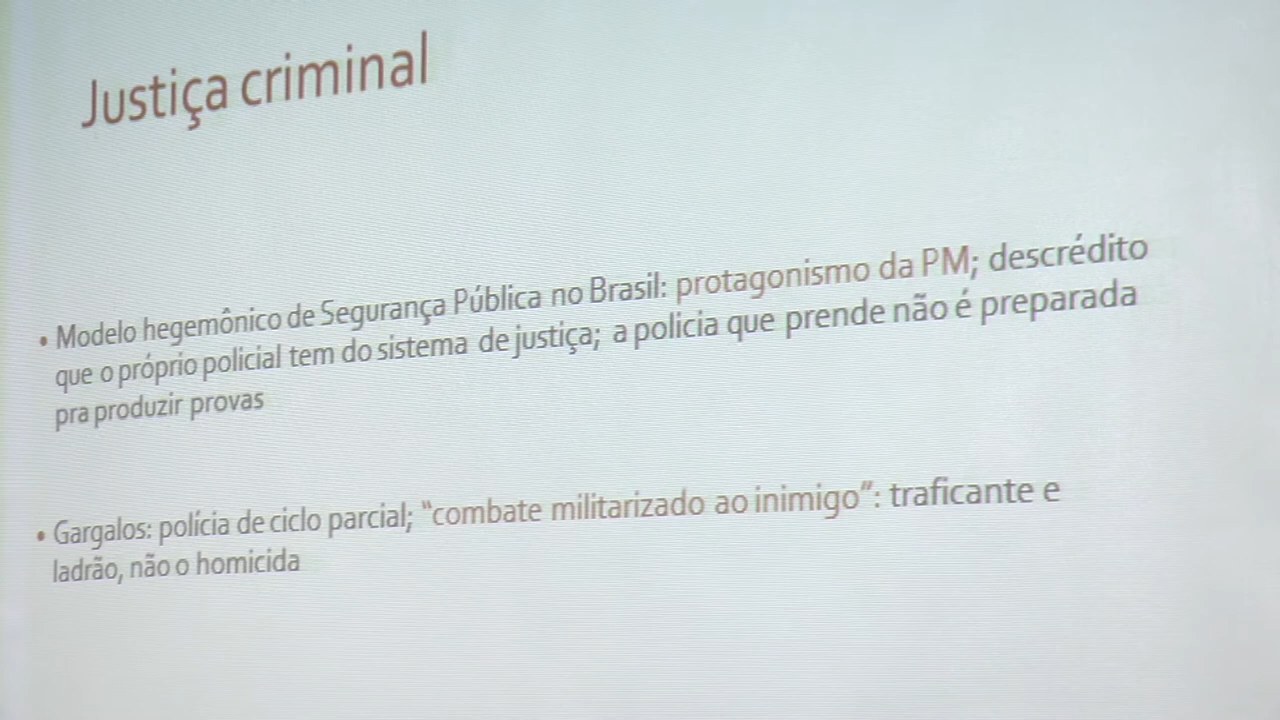 Justiça criminal
• Modelo hegemônico de Segurança Pública no Brasil: protagonismo da PM; descrédito
que o próprio policial tem do sistema de justiça; a policia que prende não é preparada
pra produzir provas
• Gargalos: polícia de ciclo parcial; “combate militarizado ao inimigo”: traficante e
ladrão, não o homicida